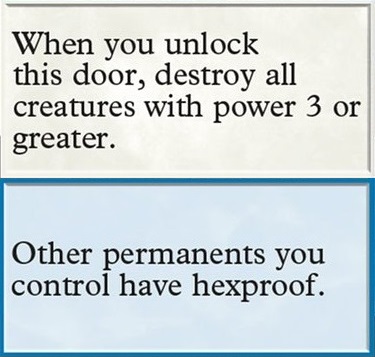 When you unlock
this door, destroy all
creatures with power 3 or
greater.
Other permanents you
control have hexproof.